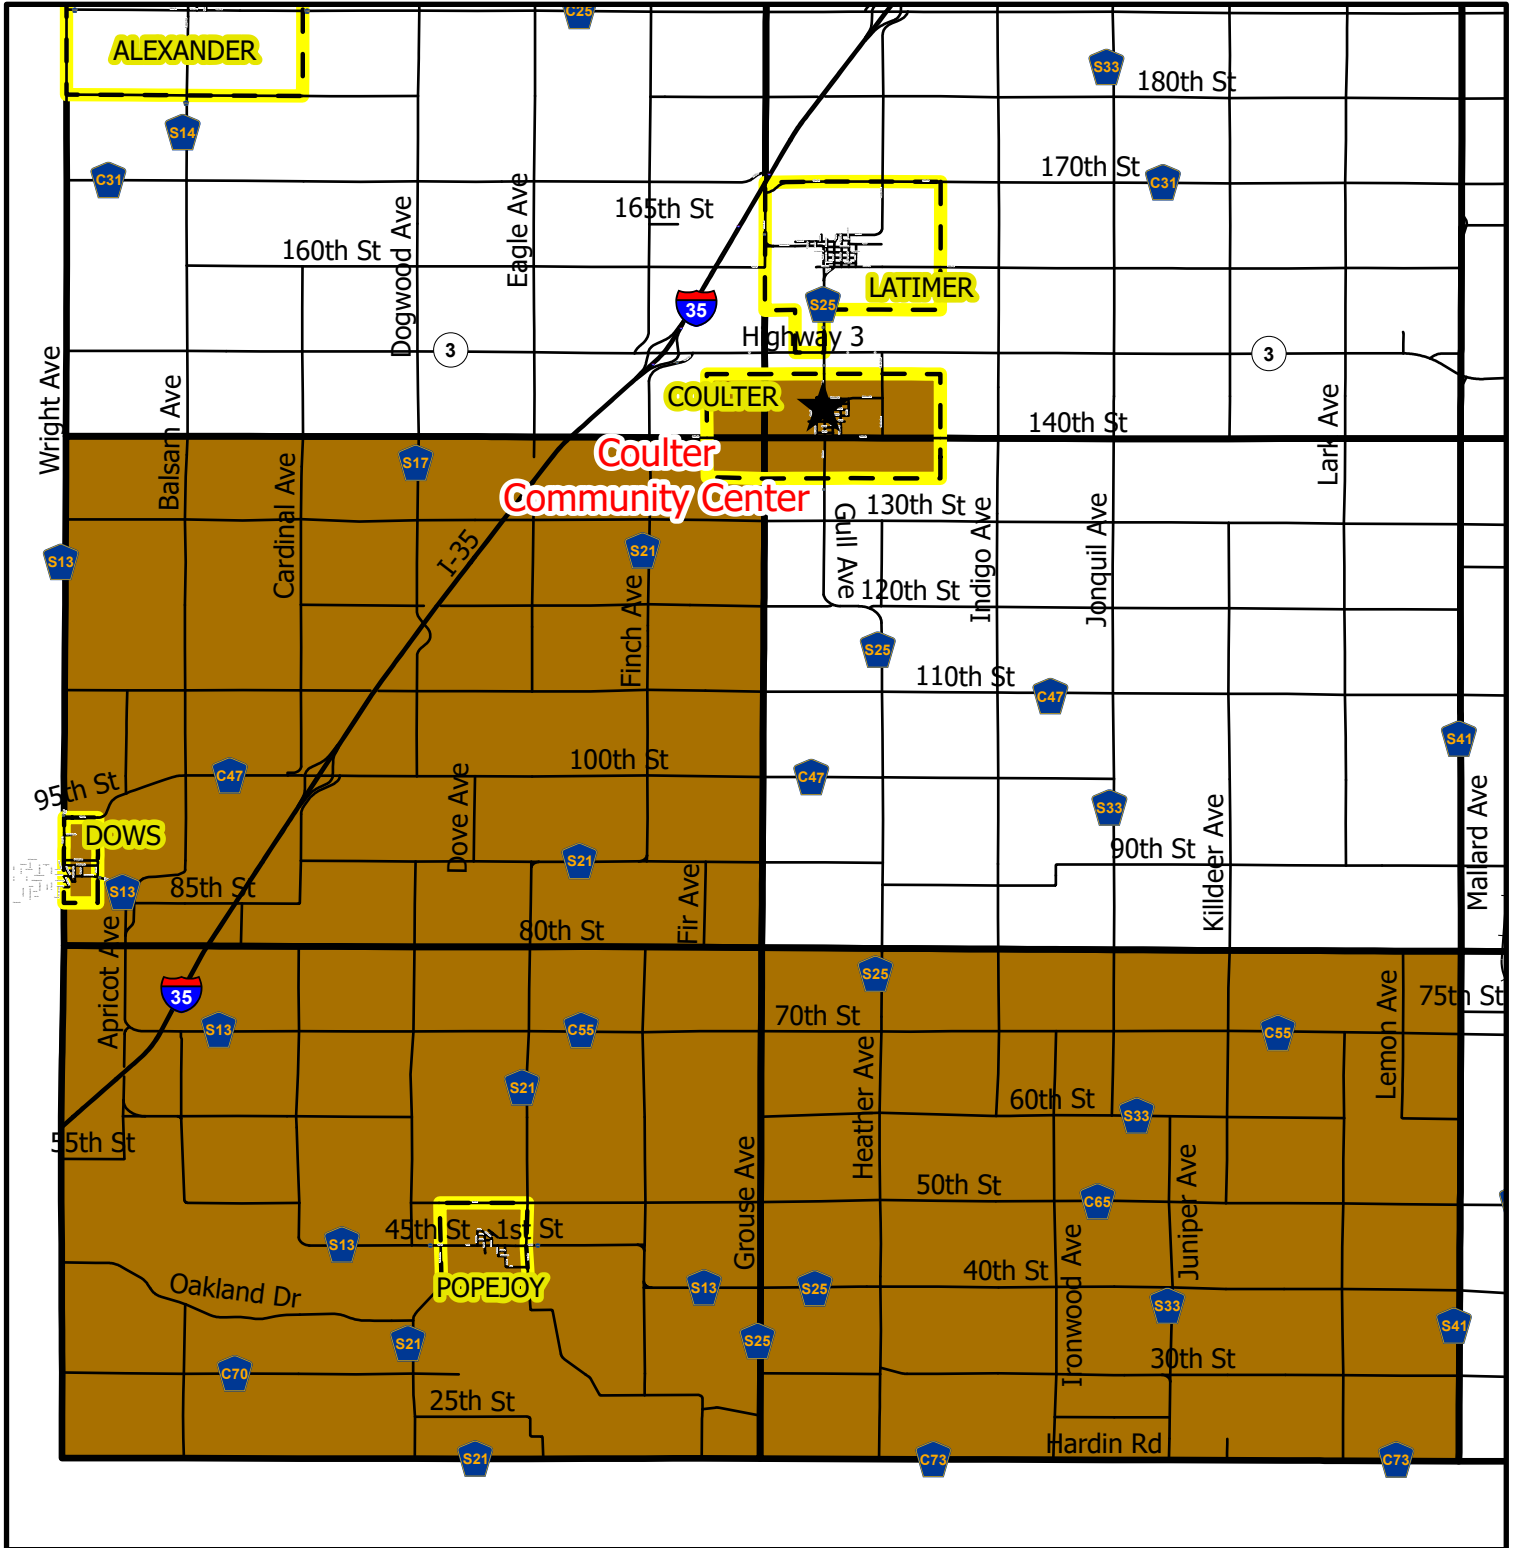 C25
ALEXANDER
S33
180th St
S14
170th St
C31
C31
165th St
160th St
Dogwood Ave
Eagle Ave
35
LATIMER
S25
Highway 3
3
3
Wright Ave
Balsam Ave
COULTER
140th St
Lark Ave
Coulter
Community Center
S17
Cardinal Ave
130th St
Gull Ave
Indigo Ave
Jonquil Ave
S13
I-35
S21
120th St
Finch Ave
S25
110th St
C47
S41
95th St
C47
100th St
C47
Dove Ave
S33
Killdeer Ave
Mallard Ave
DOWS
S21
90th St
S13
85th St
Fir Ave
80th St
Apricot Ave
35
S25
Lemon Ave
75th St
S13
C55
70th St
C55
S21
Heather Ave
60th St
S33
55th St
Grouse Ave
50th St
C65
Juniper Ave
45th St
1st St
S13
Ironwood Ave
40th St
Oakland Dr
POPEJOY
S13
S25
S33
S21
S25
S41
C70
30th St
25th St
Hardin Rd
S21
C73
C73